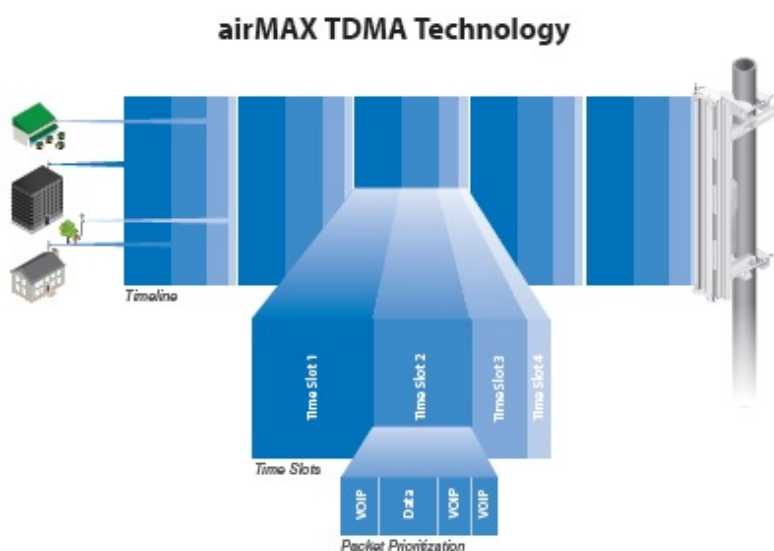 airMAX TDMA Technology
Timeline
Time Slot 1
Time Slot 2
Time Slot 3
Time Slot 4
Time Slots
VOIP
Data
VOIP
VOIP
Packet Prioritization